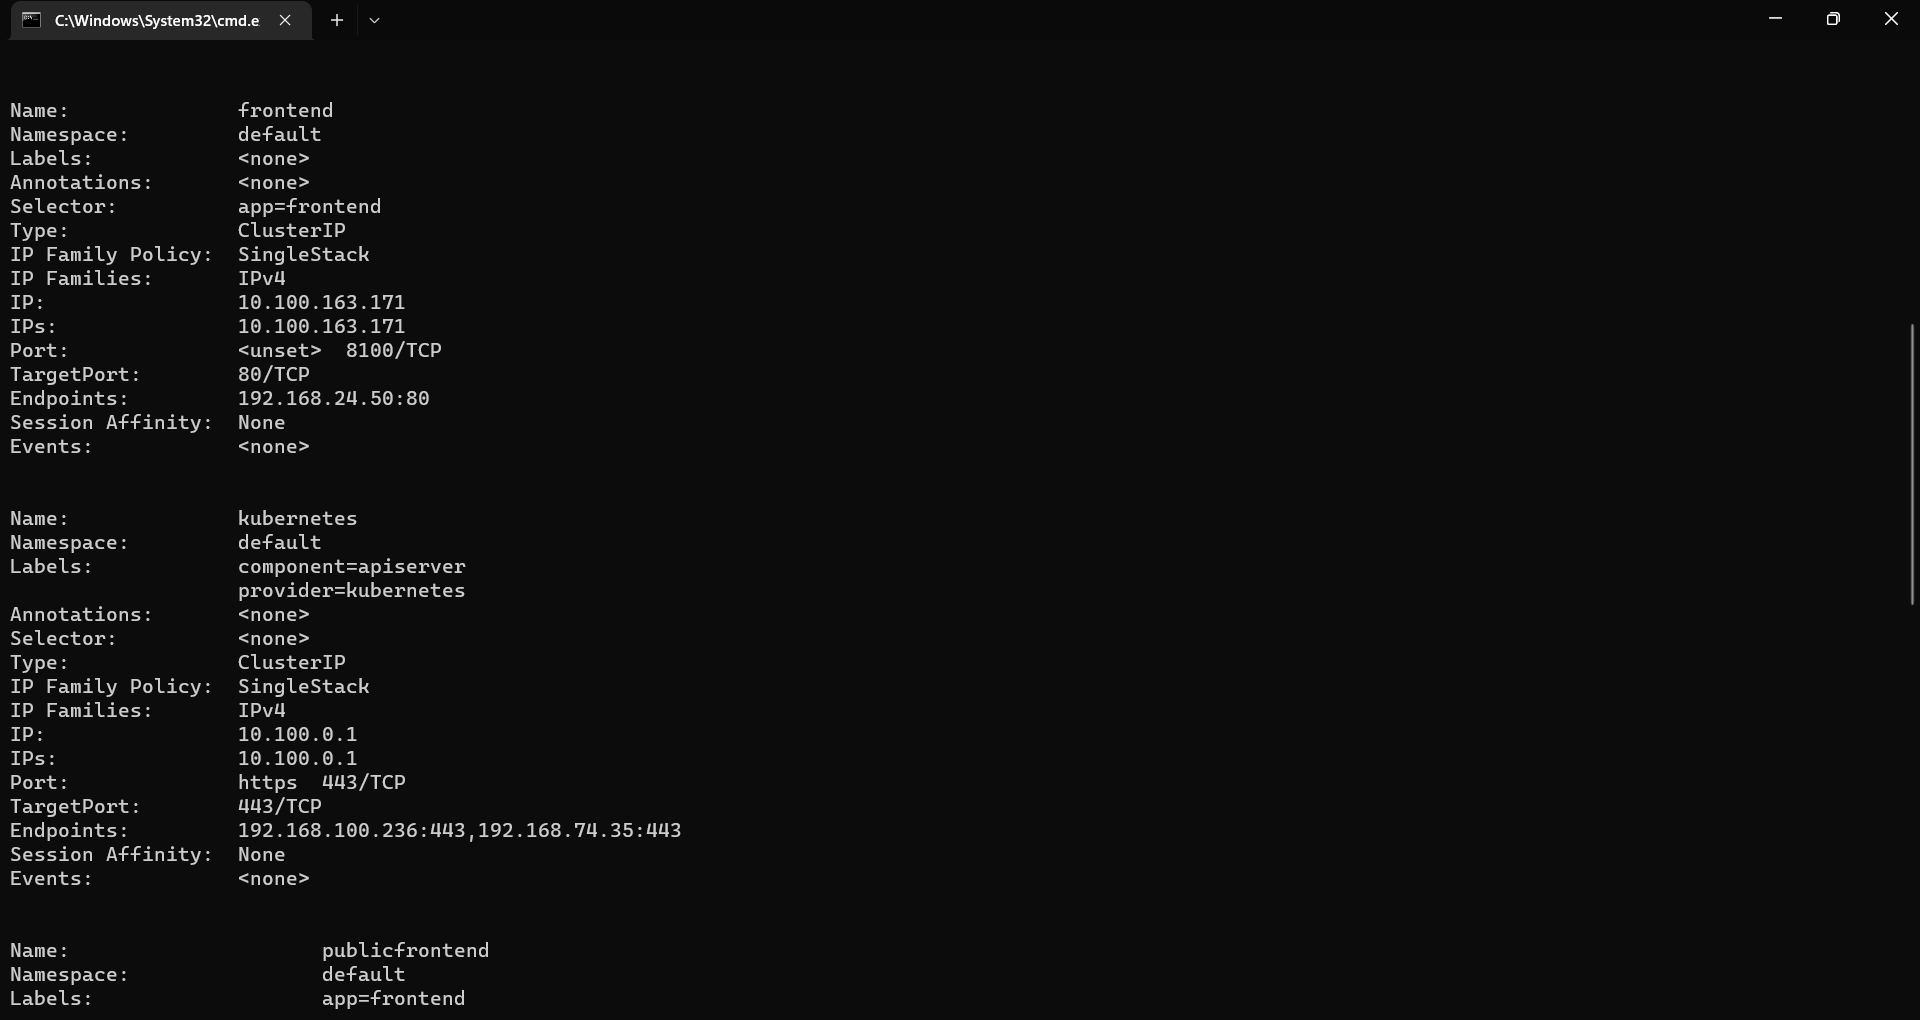 C:\Windows\System32\cmd.e
Name:              frontend
Namespace:         default
Labels:            <none>
Annotations:       <none>
Selector:          app=frontend
Type:              ClusterIP
IP Family Policy:  SingleStack
IP Families:       IPv4
IP:                10.100.163.171
IPs:               10.100.163.171
Port:              <unset>  8100/TCP
TargetPort:        80/TCP
Endpoints:         192.168.24.50:80
Session Affinity:  None
Events:            <none>
Name:              kubernetes
Namespace:         default
Labels:            component=apiserver
                   provider=kubernetes
Annotations:       <none>
Selector:          <none>
Type:              ClusterIP
IP Family Policy:  SingleStack
IP Families:       IPv4
IP:                10.100.0.1
IPs:               10.100.0.1
Port:              https  443/TCP
TargetPort:        443/TCP
Endpoints:         192.168.100.236:443,192.168.74.35:443
Session Affinity:  None
Events:            <none>
Name:                     publicfrontend
Namespace:                default
Labels:                   app=frontend